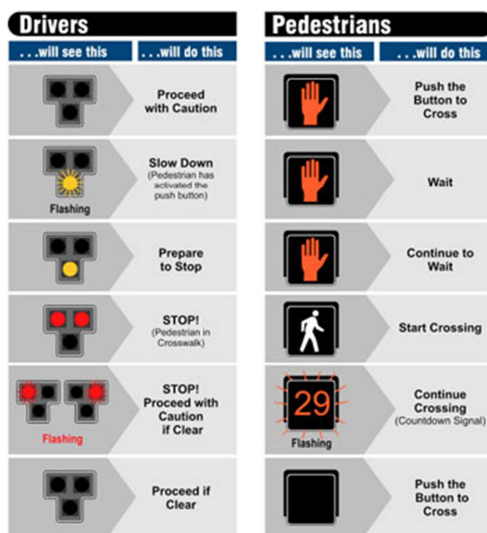 Drivers
...will see this
...will do this
Proceed
with Caution
Flashing
Slow Down
(Pedestrian has
activated the
push button)
Prepare
to Stop
STOP!
(Pedestrian in
Crosswalk)
Flashing
STOP!
Proceed with
Caution
if Clear
Proceed if
Clear
Pedestrians
...will see this
...will do this
Push the
Button to
Cross
Wait
Continue to
Wait
Start Crossing
29
Flashing
Continue
Crossing
(Countdown Signal)
Push the
Button to
Cross